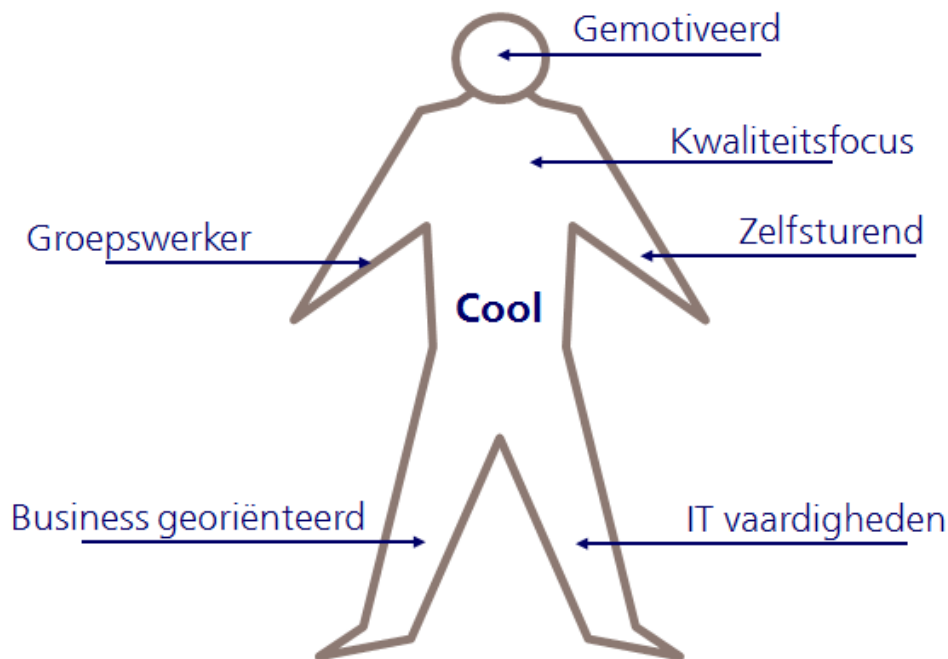 Gemotiveerd
Kwaliteitsfocus
Groepswerker
Zelfsturend
Cool
Business georiënteerd
IT vaardigheden